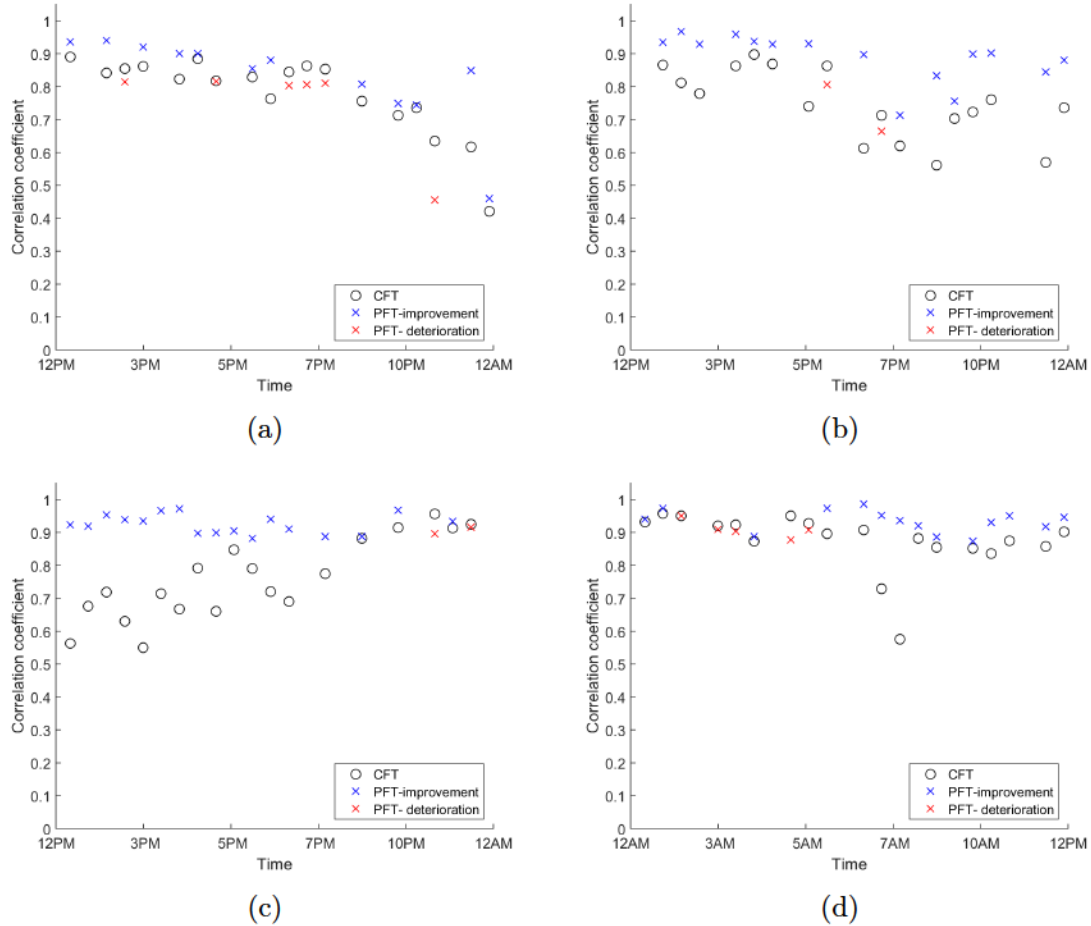 1
0.9
0.8
0.7
0.6
0.5
0.4
0.3
0.2
0.1
0
Correlation coefficient
CFT
PFT-improvement
PFT- deterioration
12PM 3PM 5PM 7PM 10PM 12AM
Time
(a)
1
0.9
0.8
0.7
0.6
0.5
0.4
0.3
0.2
0.1
0
Correlation coefficient
CFT
PFT-improvement
PFT- deterioration
12PM 3PM 5PM 7PM 10PM 12AM
Time
(b)
1
0.9
0.8
0.7
0.6
0.5
0.4
0.3
0.2
0.1
0
Correlation coefficient
CFT
PFT-improvement
PFT- deterioration
12PM 3PM 5PM 7PM 10PM 12AM
Time
(c)
1
0.9
0.8
0.7
0.6
0.5
0.4
0.3
0.2
0.1
0
Correlation coefficient
CFT
PFT-improvement
PFT- deterioration
12AM 3AM 5AM 7AM 10AM 12PM
Time
(d)